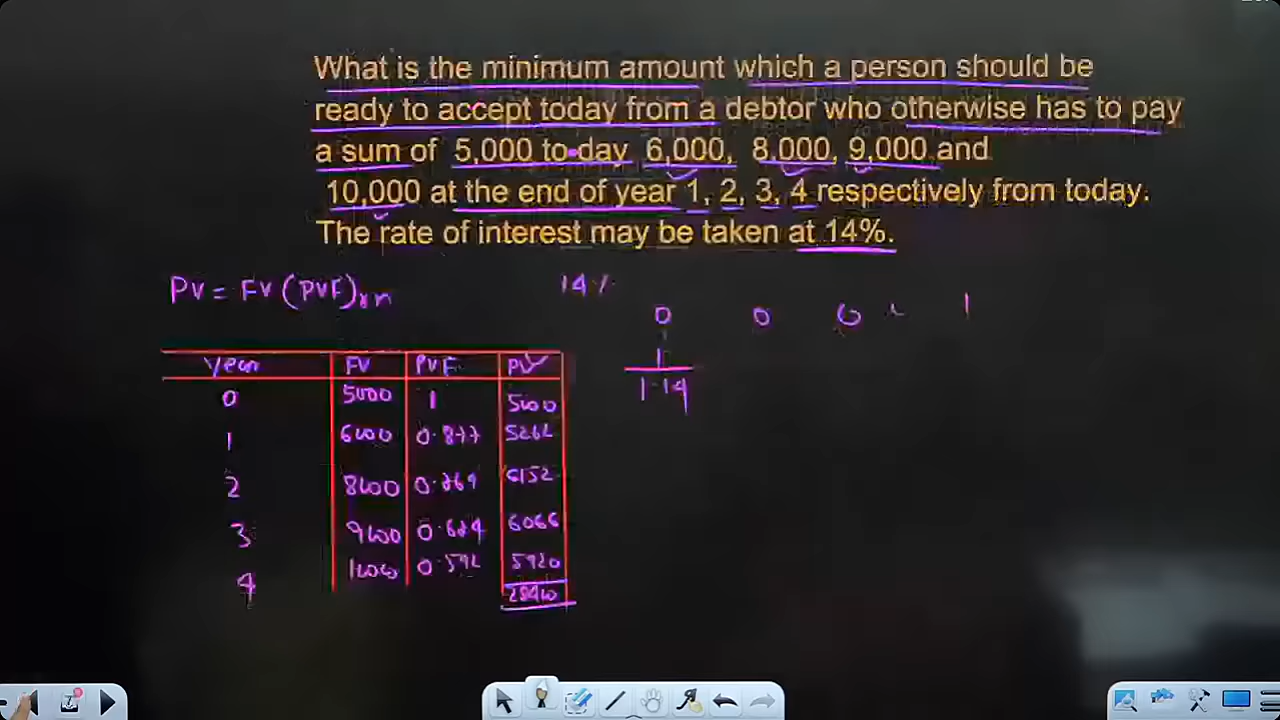 What is the minimum amount which a person should be
ready to accept today from a debtor who otherwise has to pay
a sum of 5,000 to-day 6,000, 8,000, 9,000 and
10,000 at the end of year 1, 2, 3, 4 respectively from today.
The rate of interest may be taken at 14%.
PV = FV (PVF)rn 14%
0 0 0 1
1
1.14
Year FV PVF PV
0 5000 1 5000
1 6000 0.877 5262
2 8000 0.769 6152
3 9000 0.674 6066
4 10000 0.592 5920
28400